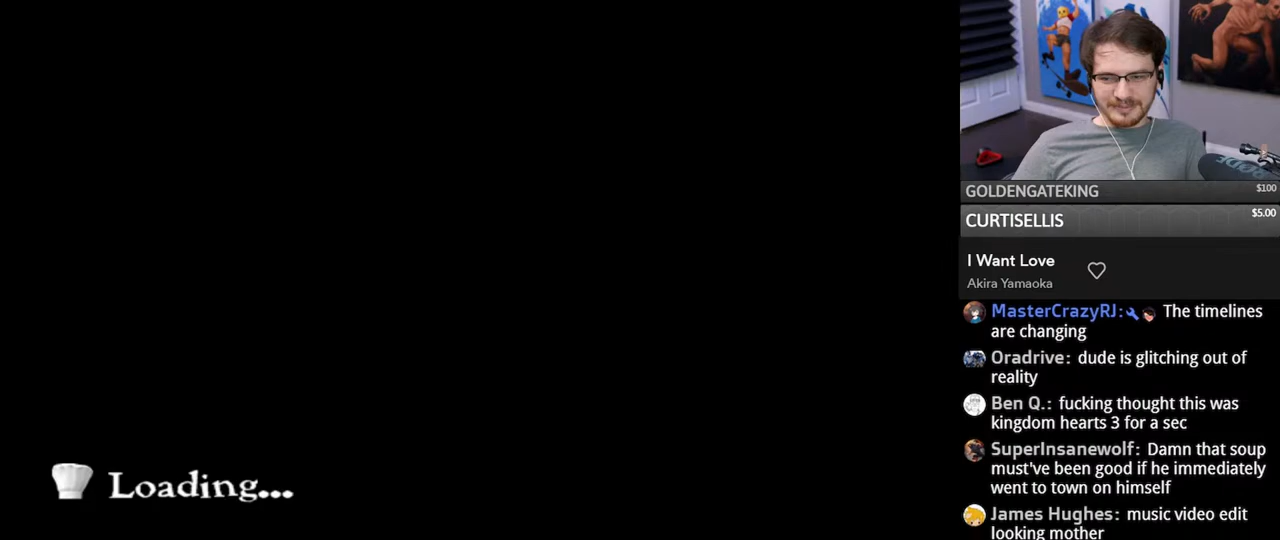 GOLDENGATEKING $100
CURTISELLIS $5.00
I Want Love
Akira Yamaoka
MasterCrazyRJ: The timelines
are changing
Oradrive: dude is glitching out of
reality
Ben Q.: fucking thought this was
kingdom hearts 3 for a sec
SuperInsanewolf: Damn that soup
must've been good if he immediately
went to town on himself
James Hughes: music video edit
looking mother
Loading...
RODE